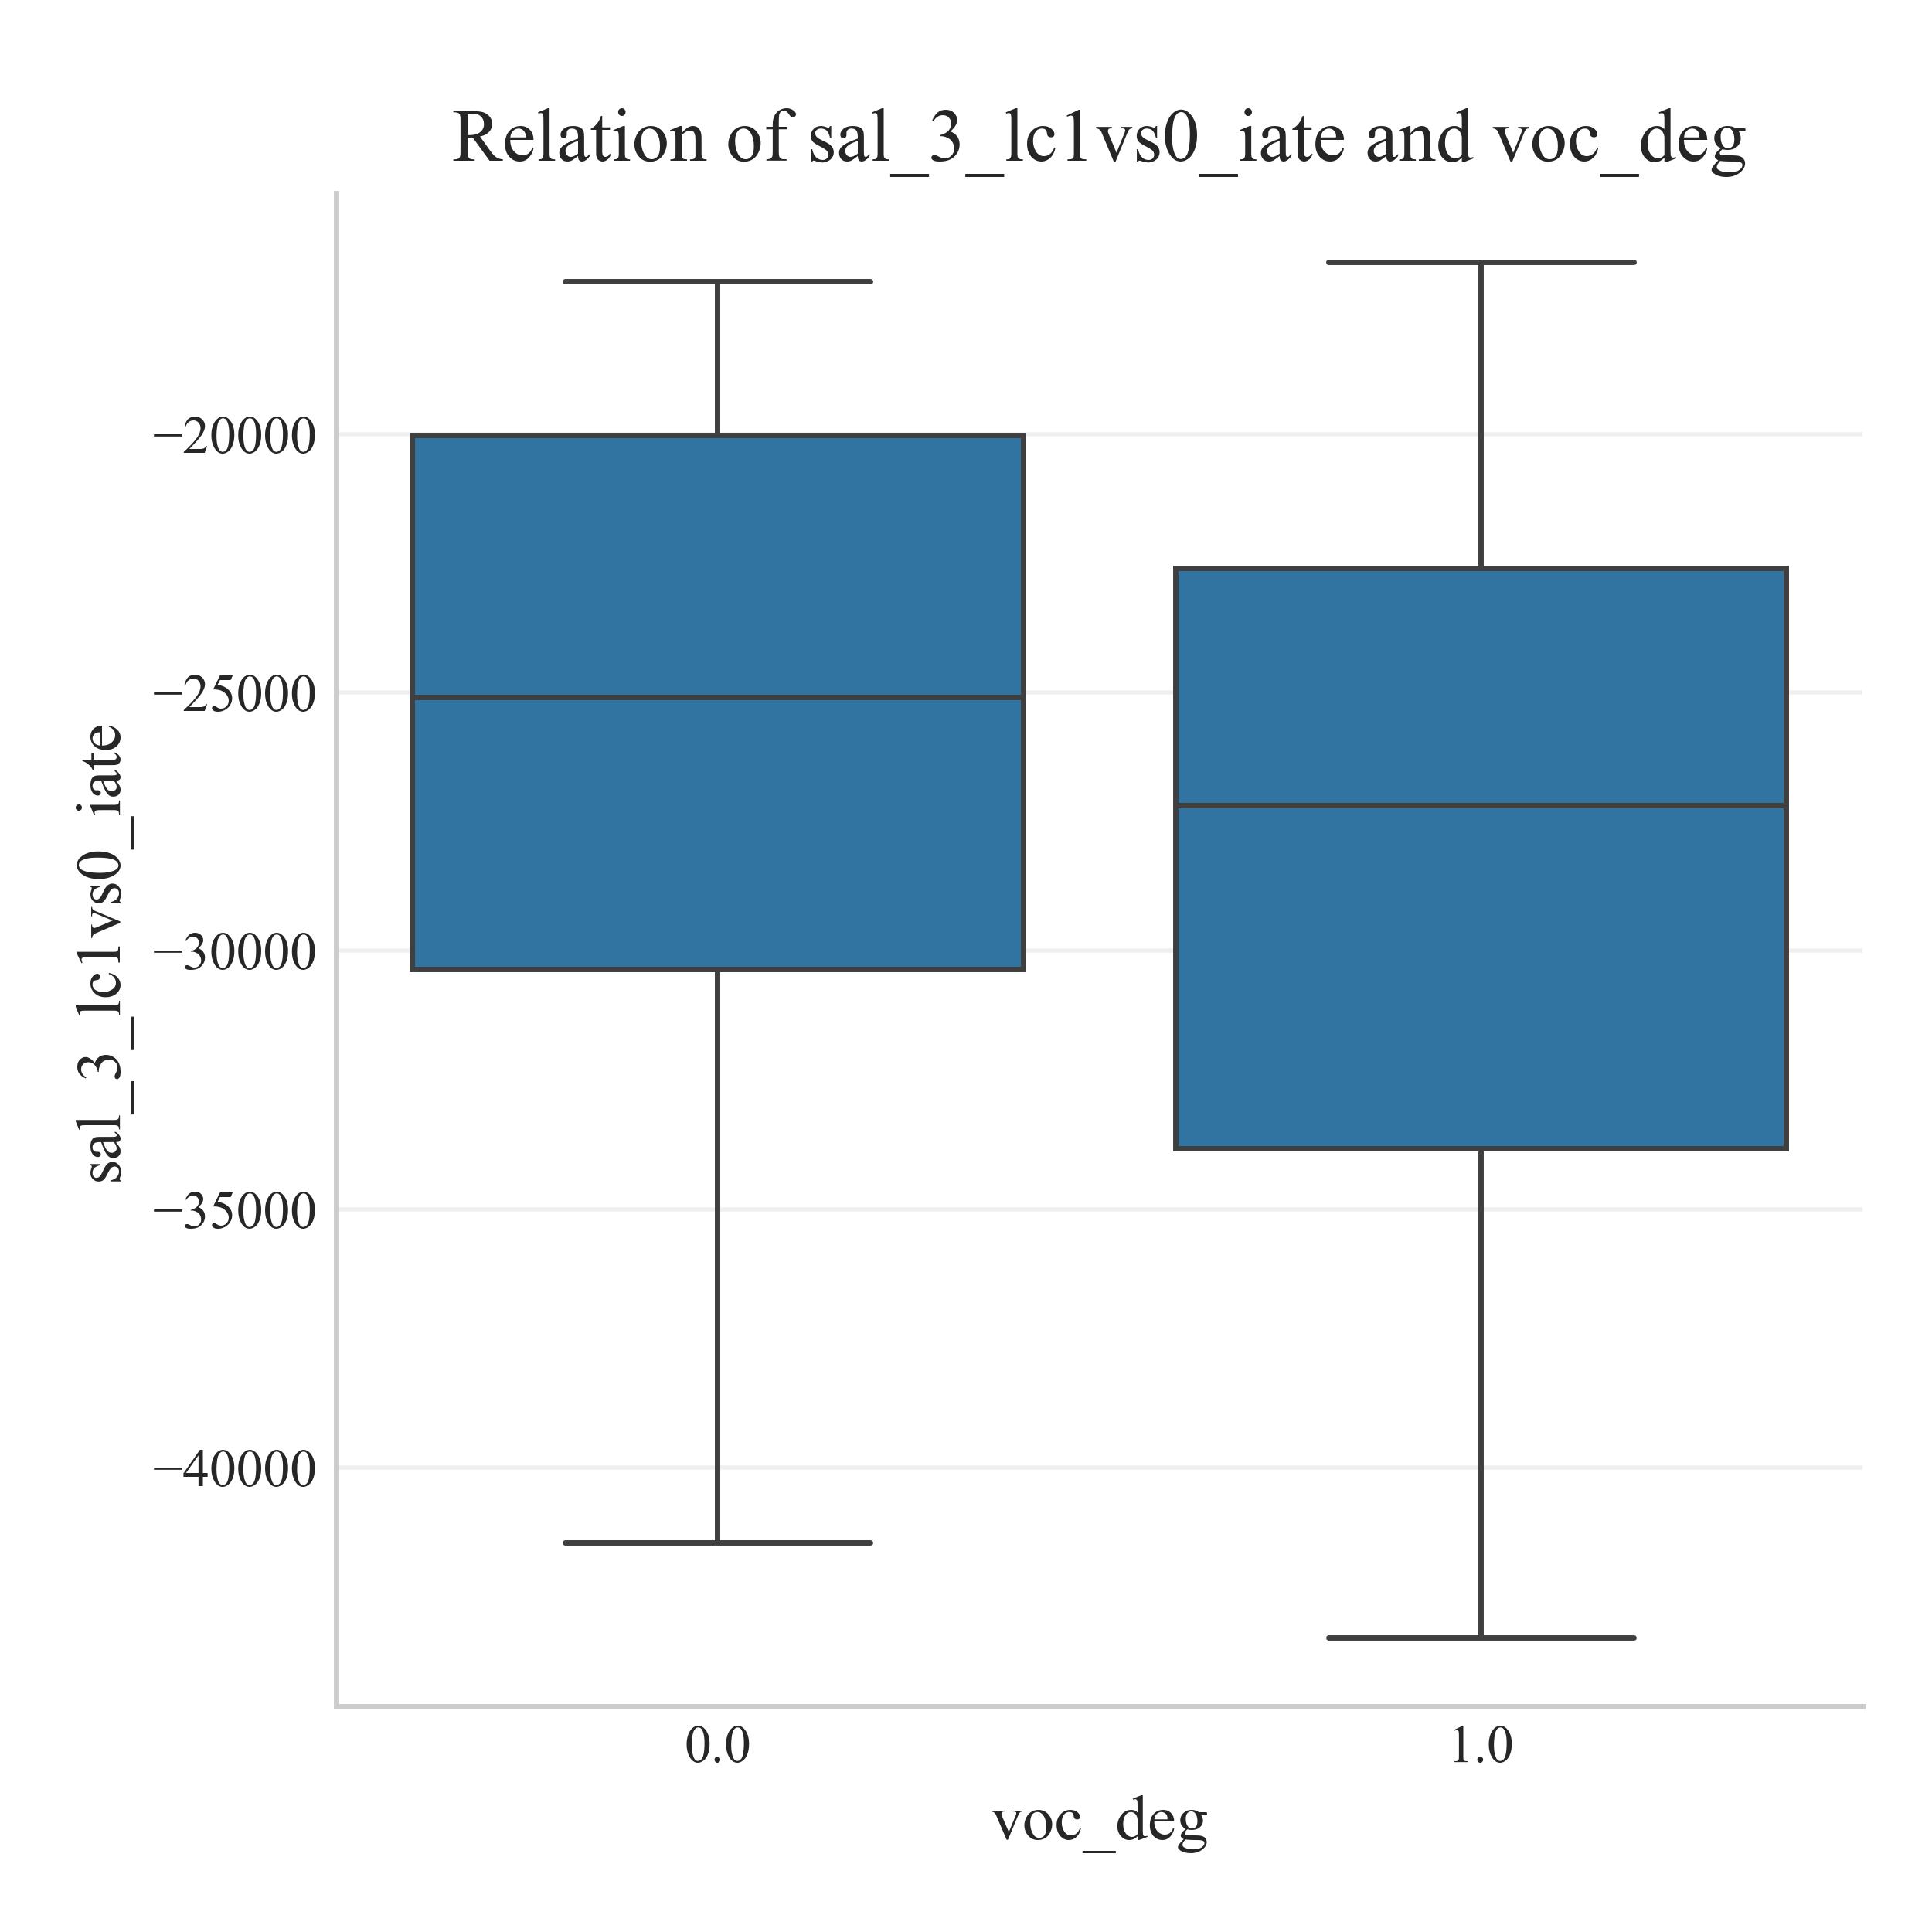 Relation of sal_3_lc1vs0_iate and voc_deg
sal_3_lc1vs0_iate
−20000
−25000
−30000
−35000
−40000
0.0 1.0
voc_deg